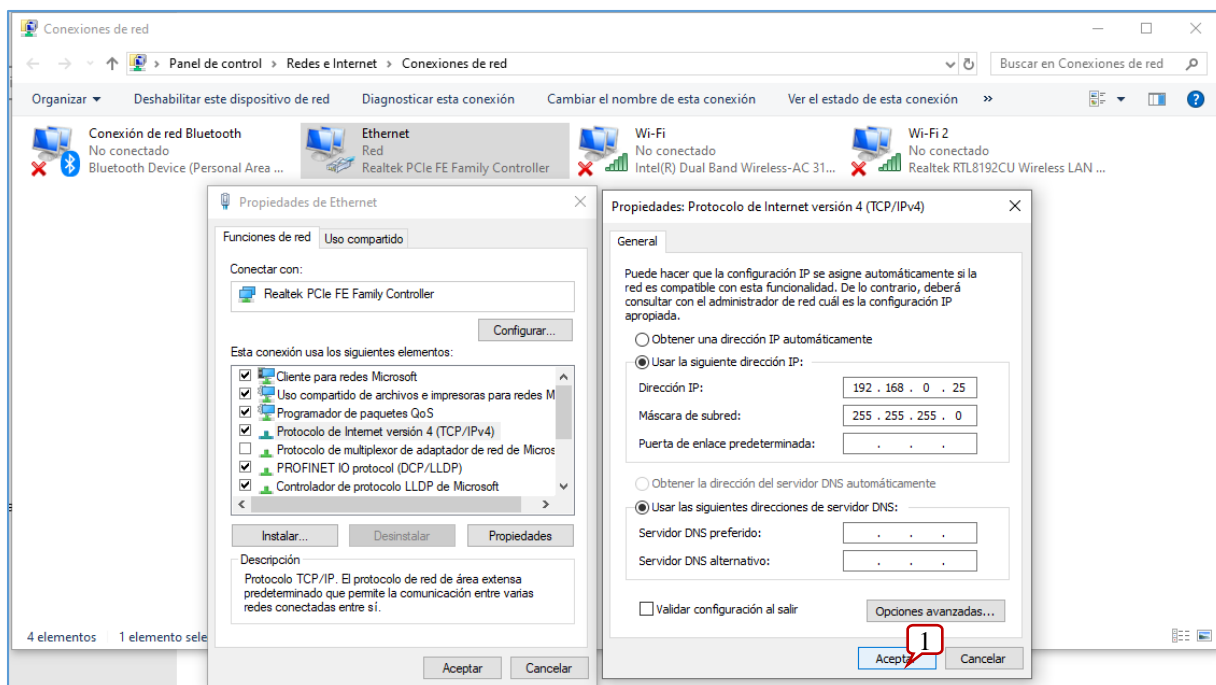 Conexiones de red
Panel de control > Redes e Internet > Conexiones de red
Buscar en Conexiones de red
Organizar
Deshabilitar este dispositivo de red
Diagnosticar esta conexión
Cambiar el nombre de esta conexión
Ver el estado de esta conexión
»
Conexión de red Bluetooth
No conectado
Bluetooth Device (Personal Area ...
Ethernet
Red
Realtek PCIe FE Family Controller
Wi-Fi
No conectado
Intel(R) Dual Band Wireless-AC 31...
Wi-Fi 2
No conectado
Realtek RTL8192CU Wireless LAN ...
Propiedades de Ethernet
Funciones de red
Uso compartido
Conectar con:
Realtek PCIe FE Family Controller
Configurar...
Esta conexión usa los siguientes elementos:
Cliente para redes Microsoft
Uso compartido de archivos e impresoras para redes M
Programador de paquetes QoS
Protocolo de Internet versión 4 (TCP/IPv4)
Protocolo de multiplexor de adaptador de red de Micros
PROFINET IO protocol (DCP/LLDP)
Controlador de protocolo LLDP de Microsoft
Instalar...
Desinstalar
Propiedades
Descripción
Protocolo TCP/IP. El protocolo de red de área extensa
predeterminado que permite la comunicación entre varias
redes conectadas entre sí.
Aceptar
Cancelar
Propiedades: Protocolo de Internet versión 4 (TCP/IPv4)
General
Puede hacer que la configuración IP se asigne automáticamente si la
red es compatible con esta funcionalidad. De lo contrario, deberá
consultar con el administrador de red cuál es la configuración IP
apropiada.
Obtener una dirección IP automáticamente
Usar la siguiente dirección IP:
Dirección IP: 192 . 168 . 0 . 25
Máscara de subred: 255 . 255 . 255 . 0
Puerta de enlace predeterminada: . . .
Obtener la dirección del servidor DNS automáticamente
Usar las siguientes direcciones de servidor DNS:
Servidor DNS preferido: . . .
Servidor DNS alternativo: . . .
Validar configuración al salir
Opciones avanzadas...
1
Aceptar
Cancelar
4 elementos
1 elemento sele